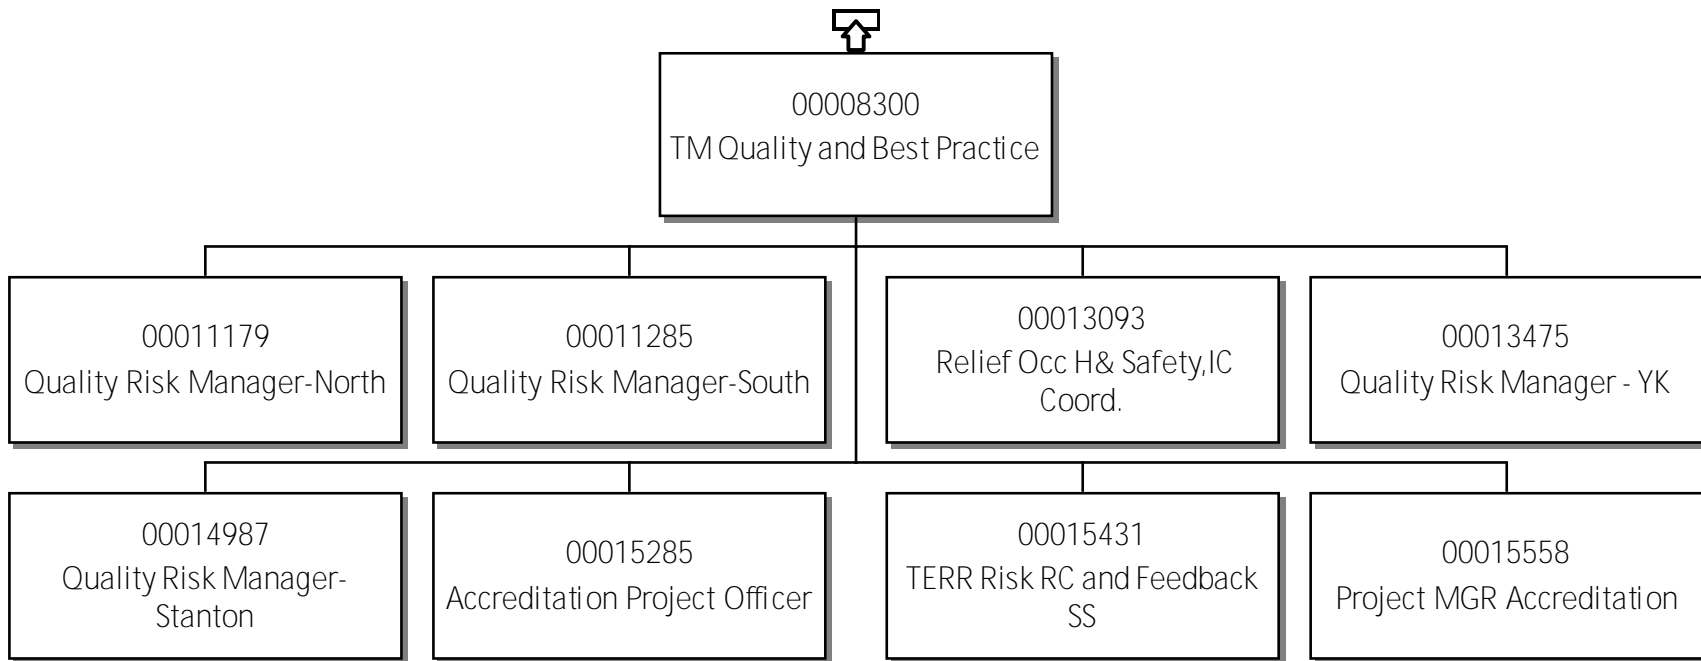 00008300
TM Quality and Best Practice
00011179
Quality Risk Manager-North
00011285
Quality Risk Manager-South
00013093
Relief Occ H& Safety,IC
Coord.
00013475
Quality Risk Manager - YK
00014987
Quality Risk Manager-
Stanton
00015285
Accreditation Project Officer
00015431
TERR Risk RC and Feedback
SS
00015558
Project MGR Accreditation